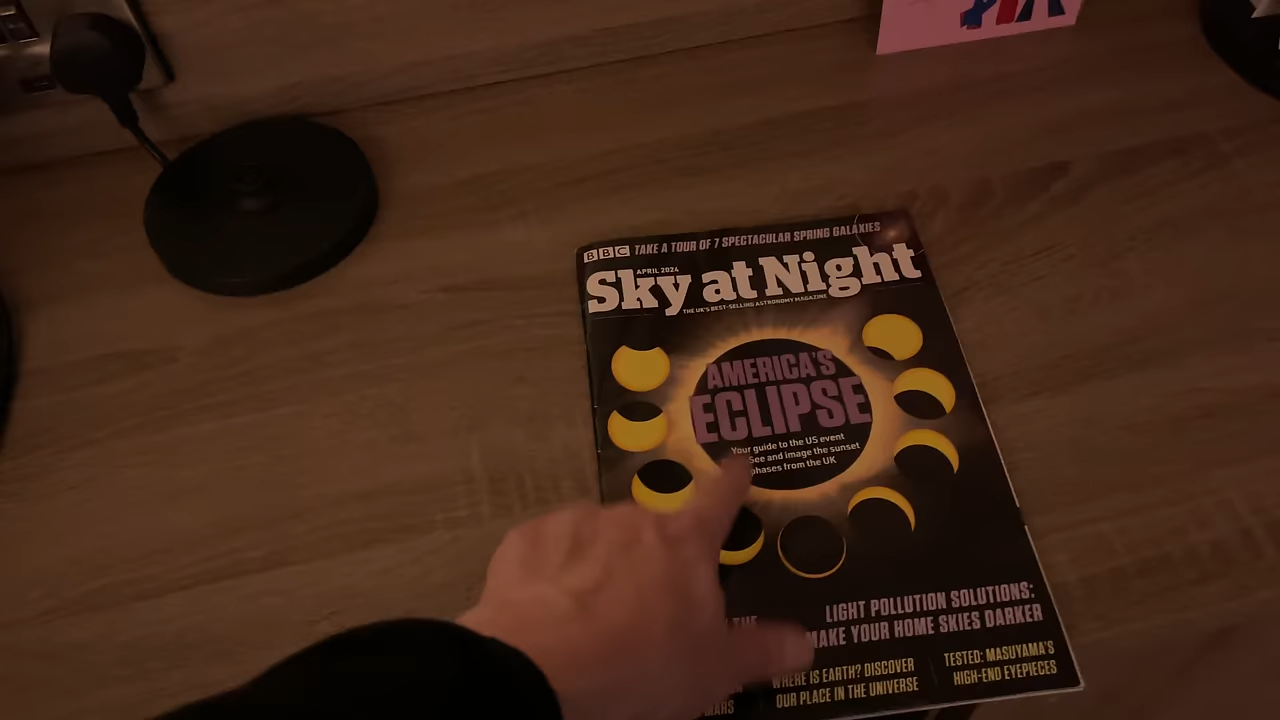 BBC TAKE A TOUR OF 7 SPECTACULAR SPRING GALAXIES
APRIL 2024
Sky at Night
THE UK'S BEST-SELLING ASTRONOMY MAGAZINE
AMERICA'S
ECLIPSE
Your guide to the US event
See and image the sunset
phases from the UK
LIGHT POLLUTION SOLUTIONS:
MAKE YOUR HOME SKIES DARKER
THE
MARS
WHERE IS EARTH? DISCOVER
OUR PLACE IN THE UNIVERSE
TESTED: MASUYAMA'S
HIGH-END EYEPIECES